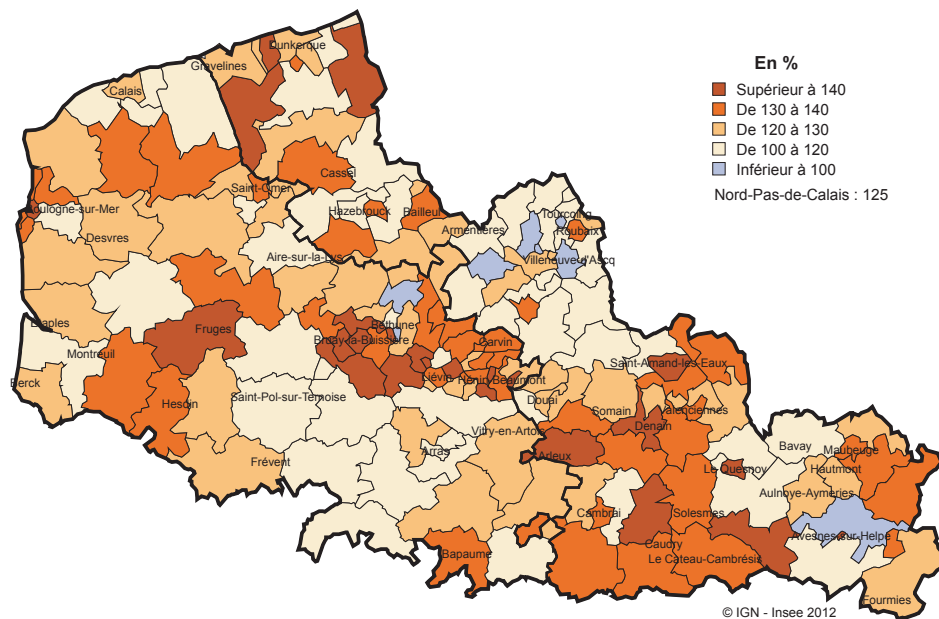 En %
Supérieur à 140
De 130 à 140
De 120 à 130
De 100 à 120
Inférieur à 100
Nord-Pas-de-Calais : 125
Dunkerque
Gravelines
Calais
Cassel
Saint-Omer
Boulogne-sur-Mer
Hazebrouck
Bailleul
Tourcoing
Armentières
Roubaix
Desvres
Aire-sur-la-Lys
Villeneuve-d'Ascq
Etaples
Fruges
Béthune
Bruay-la-Buissière
Carvin
Montreuil
Saint-Amand-les-Eaux
Berck
Liévin
Hénin-Beaumont
Hesdin
Saint-Pol-sur-Ternoise
Douai
Somain
Valenciennes
Denain
Vitry-en-Artois
Arras
Bavay
Maubeuge
Frévent
Arleux
Le Quesnoy
Hautmont
Aulnoye-Aymeries
Cambrai
Solesmes
Avesnes-sur-Helpe
Caudry
Bapaume
Le Cateau-Cambrésis
Fourmies
© IGN - Insee 2012